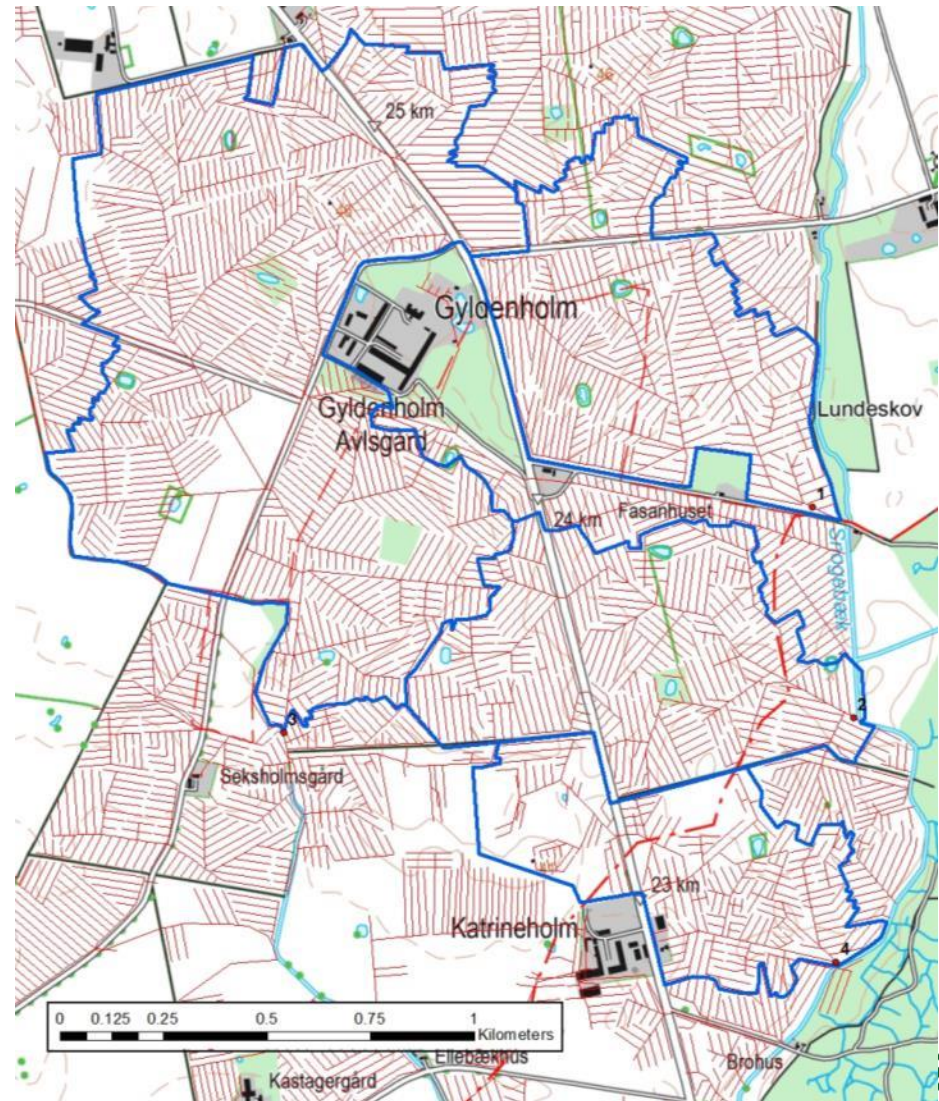 25 km
Gyldenholm
Gyldenholm
Avlsgård
Lundeskov
1
24 km
Fasanhuset
Snogebæk
2
3
Seksholmsgård
23 km
Katrineholm
4
0 0.125 0.25 0.5 0.75 1
Kilometers
Ellebækhus
Brohus
Kastagergård